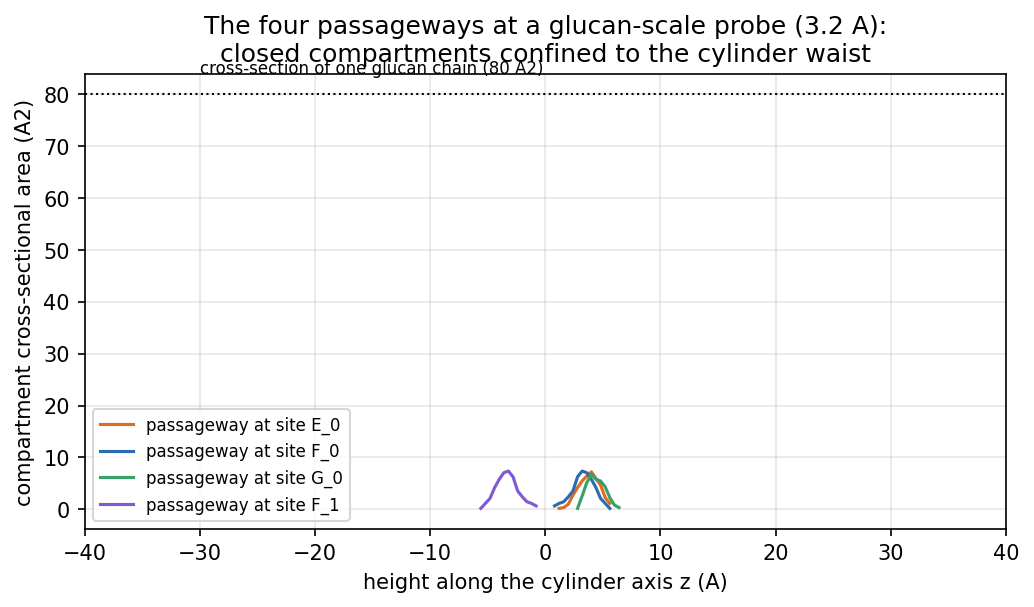 The four passageways at a glucan-scale probe (3.2 A):
closed compartments confined to the cylinder waist
cross-section of one glucan chain (80 A2)
compartment cross-sectional area (A2)
80
70
60
50
40
30
20
10
0
passageway at site E_0
passageway at site F_0
passageway at site G_0
passageway at site F_1
−40
−30
−20
−10
0
10
20
30
40
height along the cylinder axis z (A)